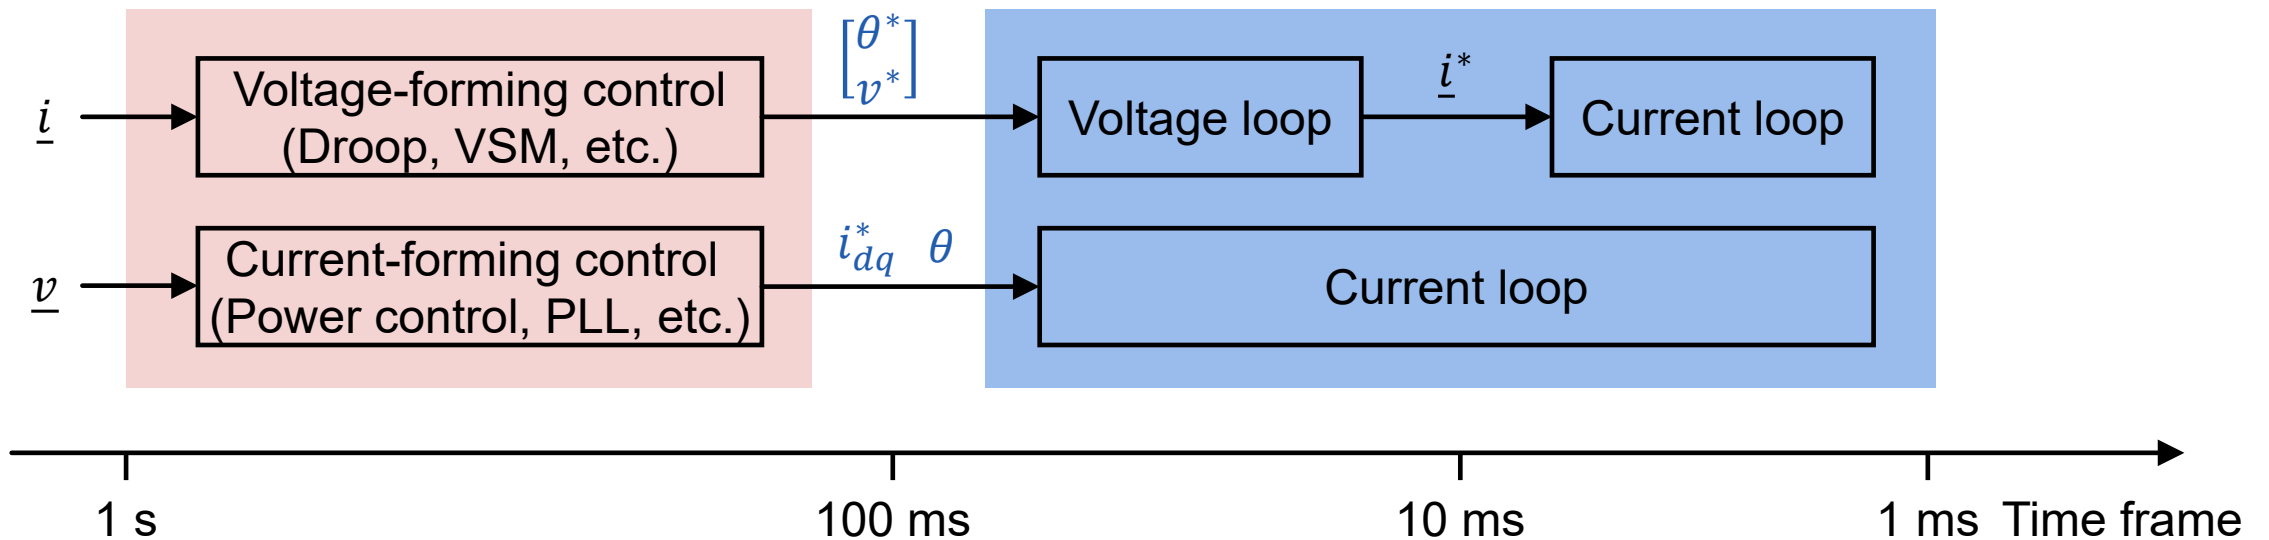 i
Voltage-forming control
(Droop, VSM, etc.)
[θ*
v*]
Voltage loop
i*
Current loop
v
Current-forming control
(Power control, PLL, etc.)
i*dq θ
Current loop
1 s
100 ms
10 ms
1 ms
Time frame